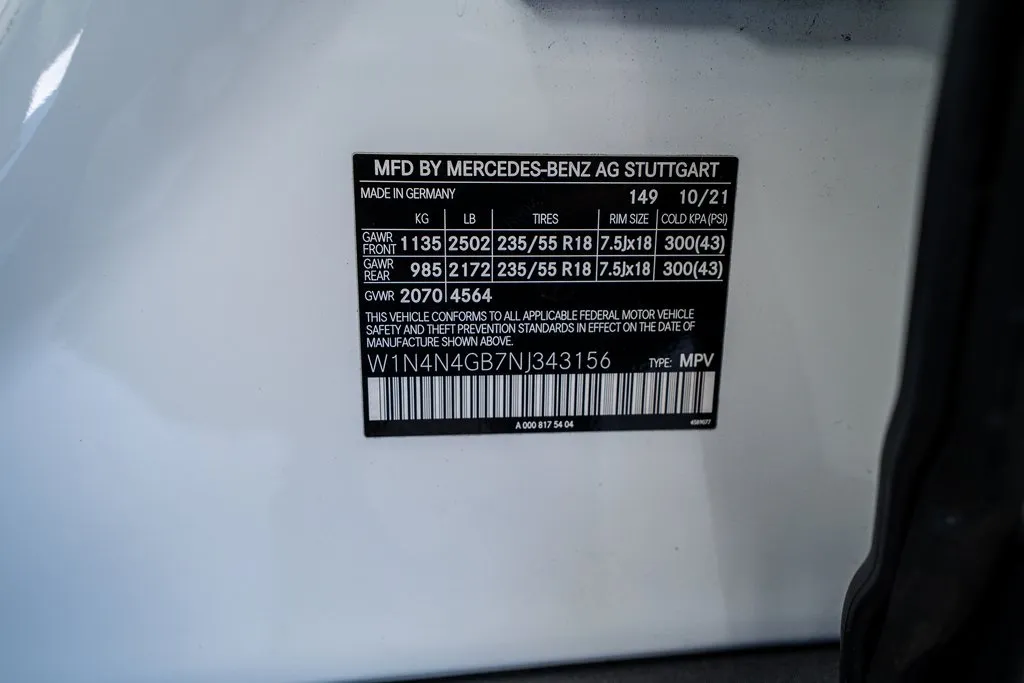 MFD BY MERCEDES-BENZ AG STUTTGART
MADE IN GERMANY 149 10/21
KG LB TIRES RIM SIZE COLD KPA (PSI)
GAWR FRONT 1135 2502 235/55 R18 7.5Jx18 300(43)
GAWR REAR 985 2172 235/55 R18 7.5Jx18 300(43)
GVWR 2070 4564
THIS VEHICLE CONFORMS TO ALL APPLICABLE FEDERAL MOTOR VEHICLE
SAFETY AND THEFT PREVENTION STANDARDS IN EFFECT ON THE DATE OF
MANUFACTURE SHOWN ABOVE.
W1N4N4GB7NJ343156 TYPE: MPV
A 000 817 54 04